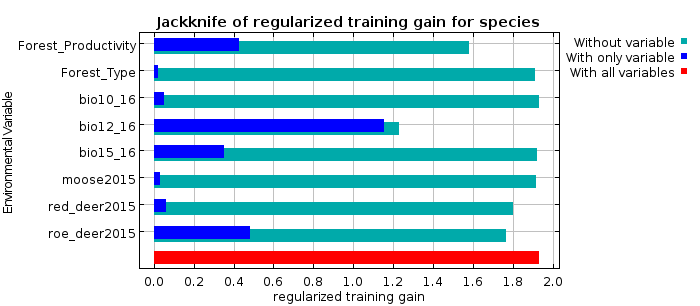 Jackknife of regularized training gain for species
Without variable
With only variable
With all variables
Environmental Variable
Forest_Productivity
Forest_Type
bio10_16
bio12_16
bio15_16
moose2015
red_deer2015
roe_deer2015
0.0 0.2 0.4 0.6 0.8 1.0 1.2 1.4 1.6 1.8 2.0
regularized training gain